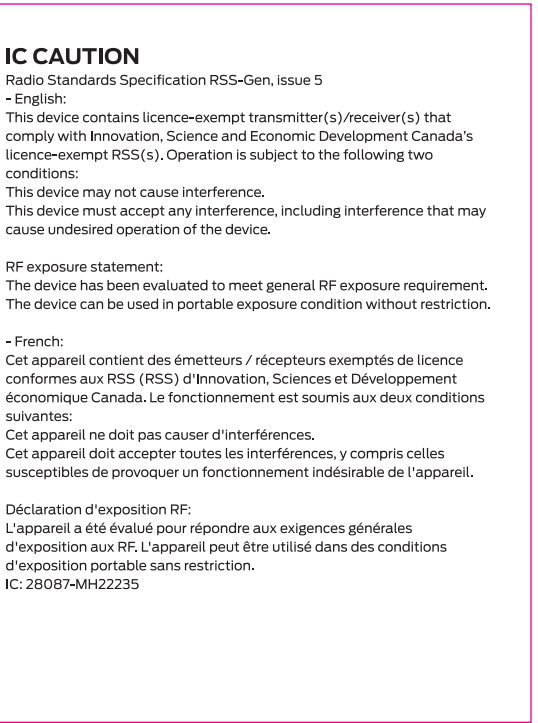 IC CAUTION
Radio Standards Specification RSS-Gen, issue 5
- English:
This device contains licence-exempt transmitter(s)/receiver(s) that
comply with Innovation, Science and Economic Development Canada's
licence-exempt RSS(s). Operation is subject to the following two
conditions:
This device may not cause interference.
This device must accept any interference, including interference that may
cause undesired operation of the device.
RF exposure statement:
The device has been evaluated to meet general RF exposure requirement.
The device can be used in portable exposure condition without restriction.
- French:
Cet appareil contient des émetteurs / récepteurs exemptés de licence
conformes aux RSS (RSS) d'Innovation, Sciences et Développement
économique Canada. Le fonctionnement est soumis aux deux conditions
suivantes:
Cet appareil ne doit pas causer d'interférences.
Cet appareil doit accepter toutes les interférences, y compris celles
susceptibles de provoquer un fonctionnement indésirable de l'appareil.
Déclaration d'exposition RF:
L'appareil a été évalué pour répondre aux exigences générales
d'exposition aux RF. L'appareil peut être utilisé dans des conditions
d'exposition portable sans restriction.
IC: 28087-MH22235